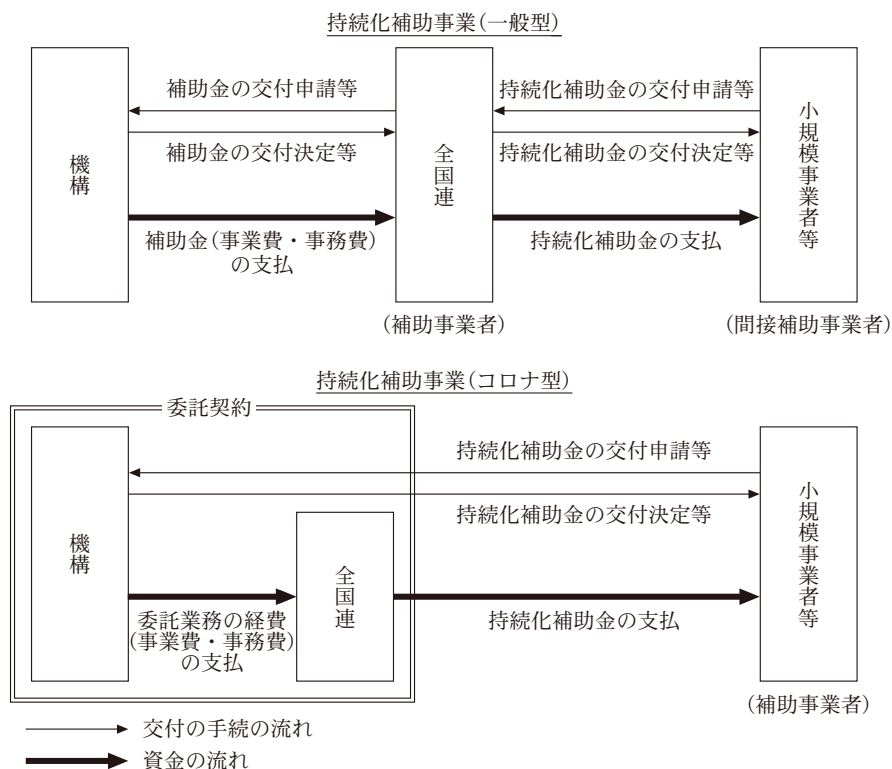 持続化補助事業(一般型)
補助金の交付申請等
持続化補助金の交付申請等
機構
補助金の交付決定等
全国連
持続化補助金の交付決定等
小規模事業者等
補助金(事業費・事務費)
の支払
持続化補助金の支払
(補助事業者)
(間接補助事業者)
持続化補助事業(コロナ型)
委託契約
持続化補助金の交付申請等
持続化補助金の交付決定等
機構
全国連
小規模事業者等
委託業務の経費
(事業費・事務費)
の支払
持続化補助金の支払
(補助事業者)
交付の手続の流れ
資金の流れ